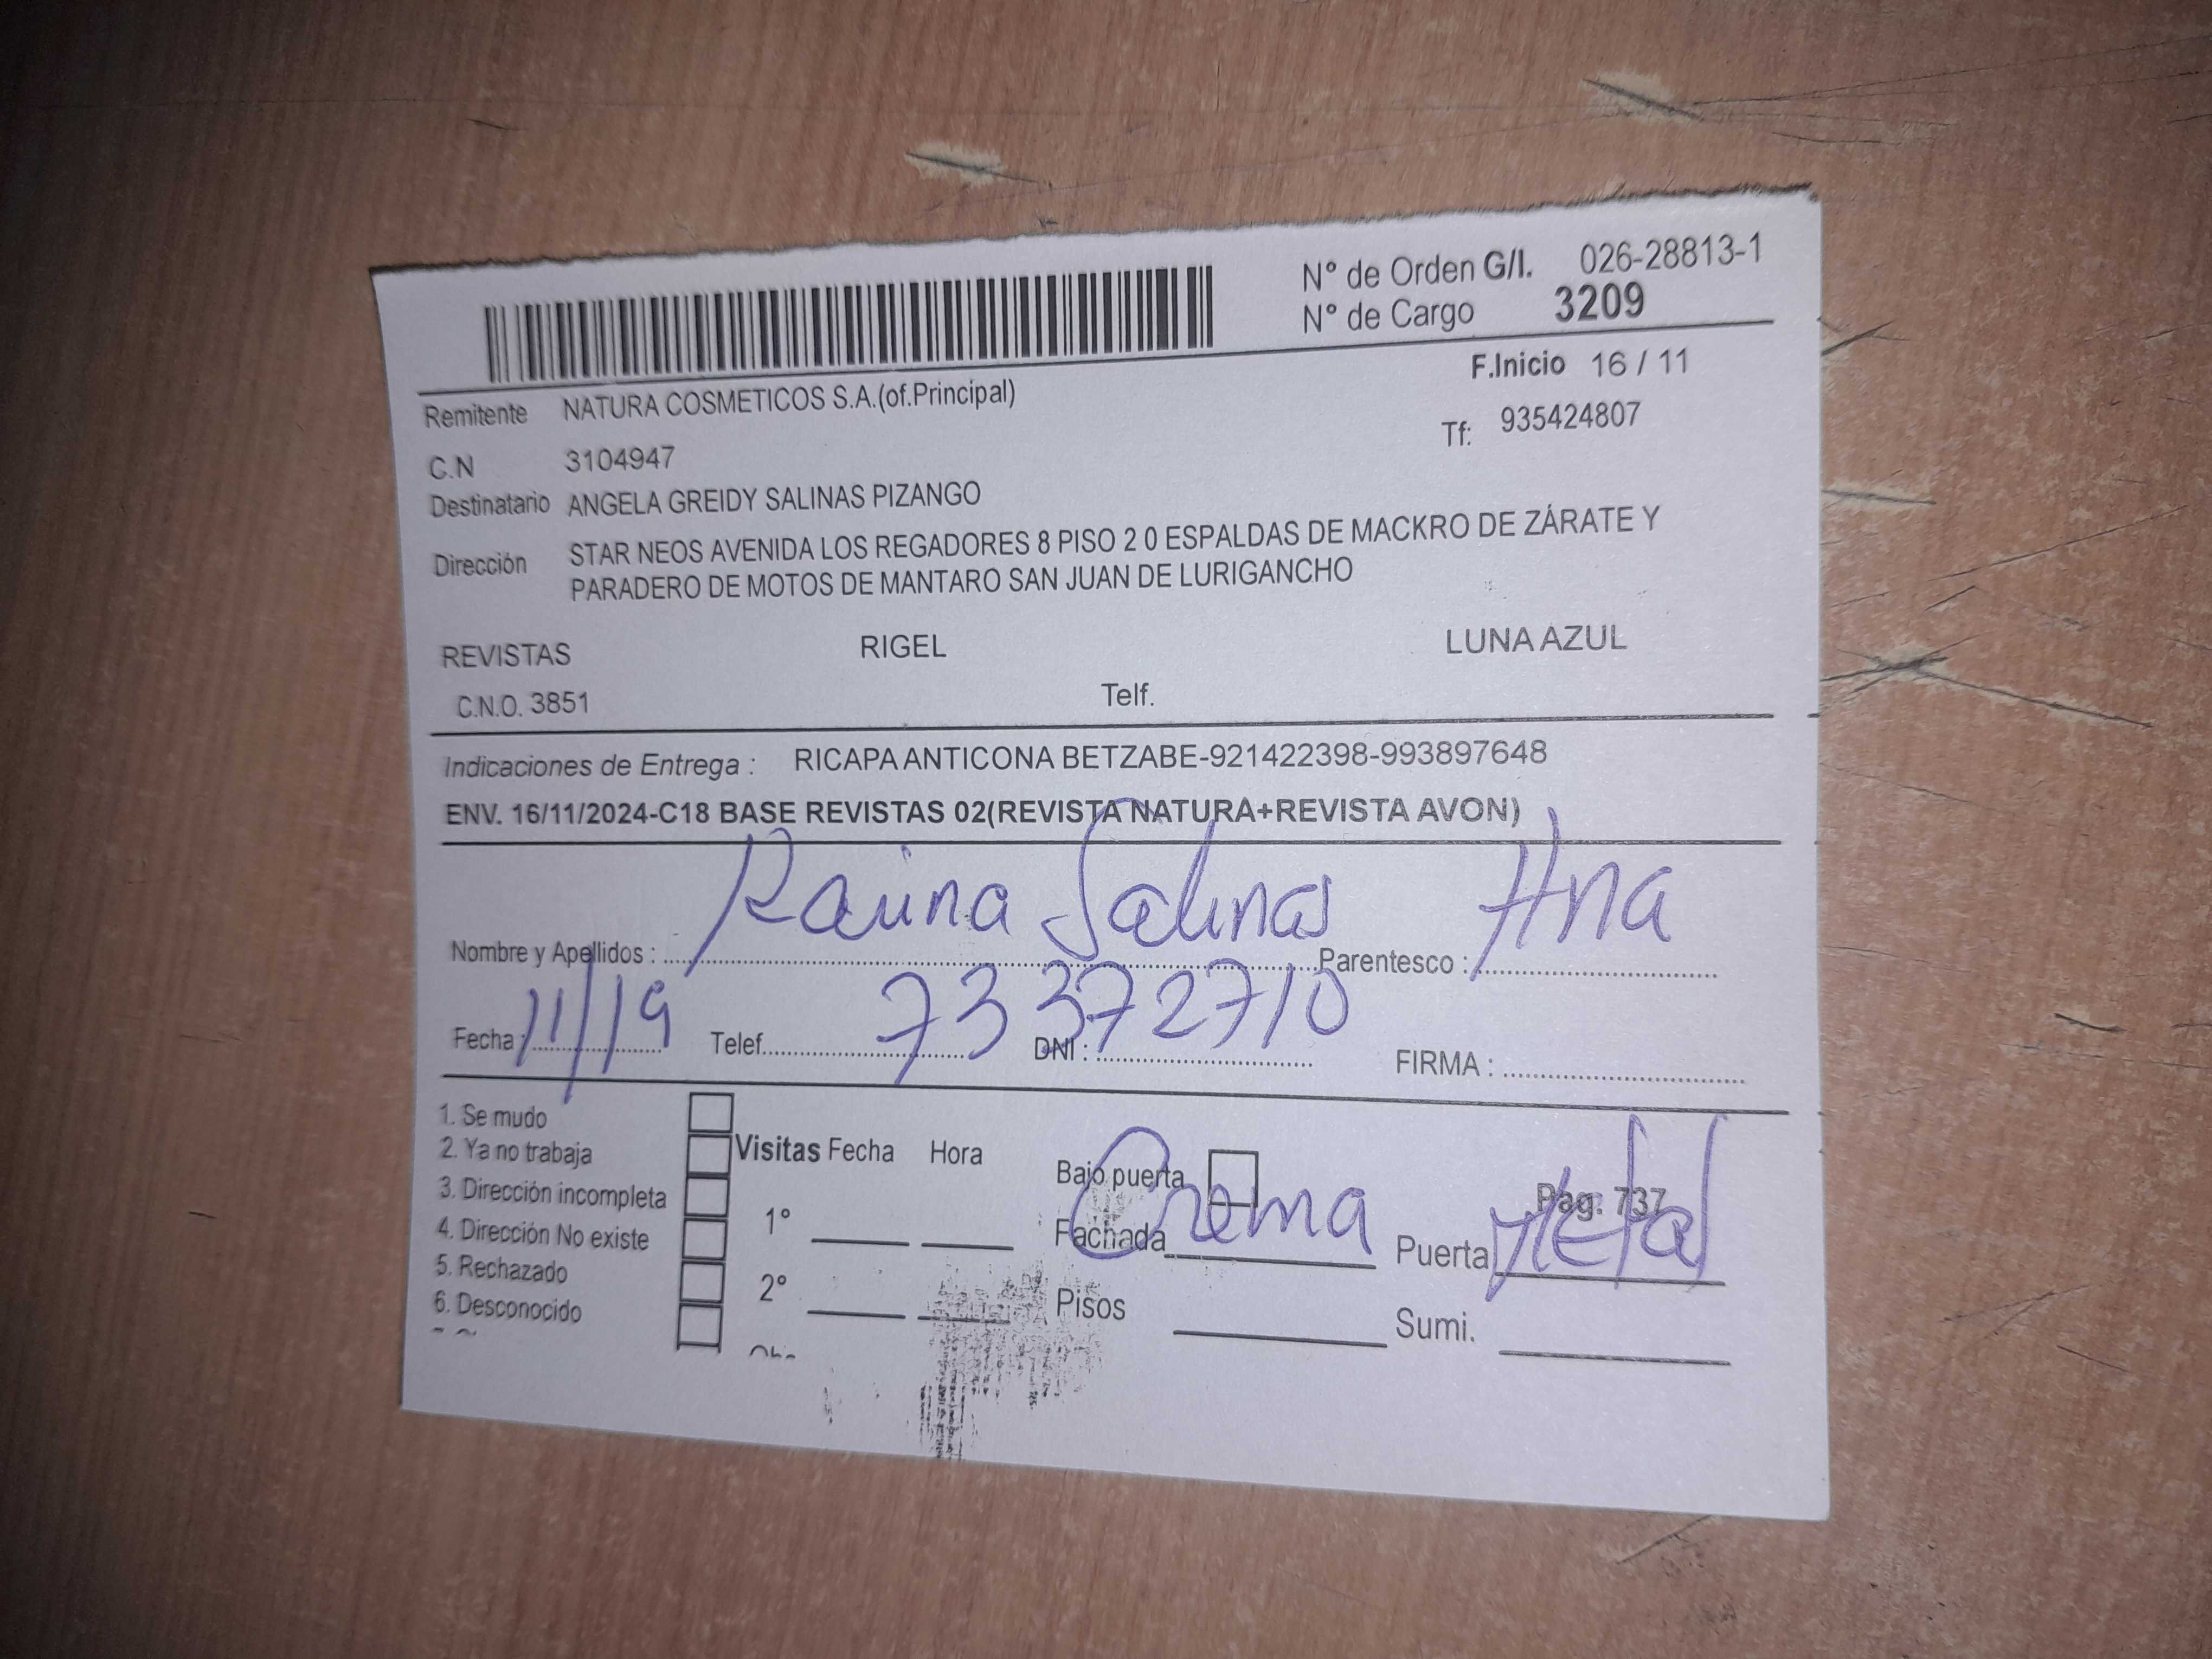 N° de Orden G/I. 026-28813-1
N° de Cargo 3209
F.Inicio 16 / 11
Remitente NATURA COSMETICOS S.A.(of.Principal)
Tf: 935424807
C.N 3104947
Destinatario ANGELA GREIDY SALINAS PIZANGO
Dirección STAR NEOS AVENIDA LOS REGADORES 8 PISO 2 0 ESPALDAS DE MACKRO DE ZÁRATE Y
PARADERO DE MOTOS DE MANTARO SAN JUAN DE LURIGANCHO
REVISTAS RIGEL LUNA AZUL
C.N.O. 3851 Telf.
Indicaciones de Entrega : RICAPA ANTICONA BETZABE-921422398-993897648
ENV. 16/11/2024-C18 BASE REVISTAS 02(REVISTA NATURA+REVISTA AVON)
Nombre y Apellidos : Salinas Parentesco : Hna
Fecha : 11/19 Telef. DNI : 73372710 FIRMA :
1. Se mudo
2. Ya no trabaja
3. Dirección incompleta
4. Dirección No existe
5. Rechazado
6. Desconocido
Visitas Fecha Hora
1°
2°
Bajo puerta
Pag. 737
Fachada Crema Puerta Metal
Pisos Sumi.